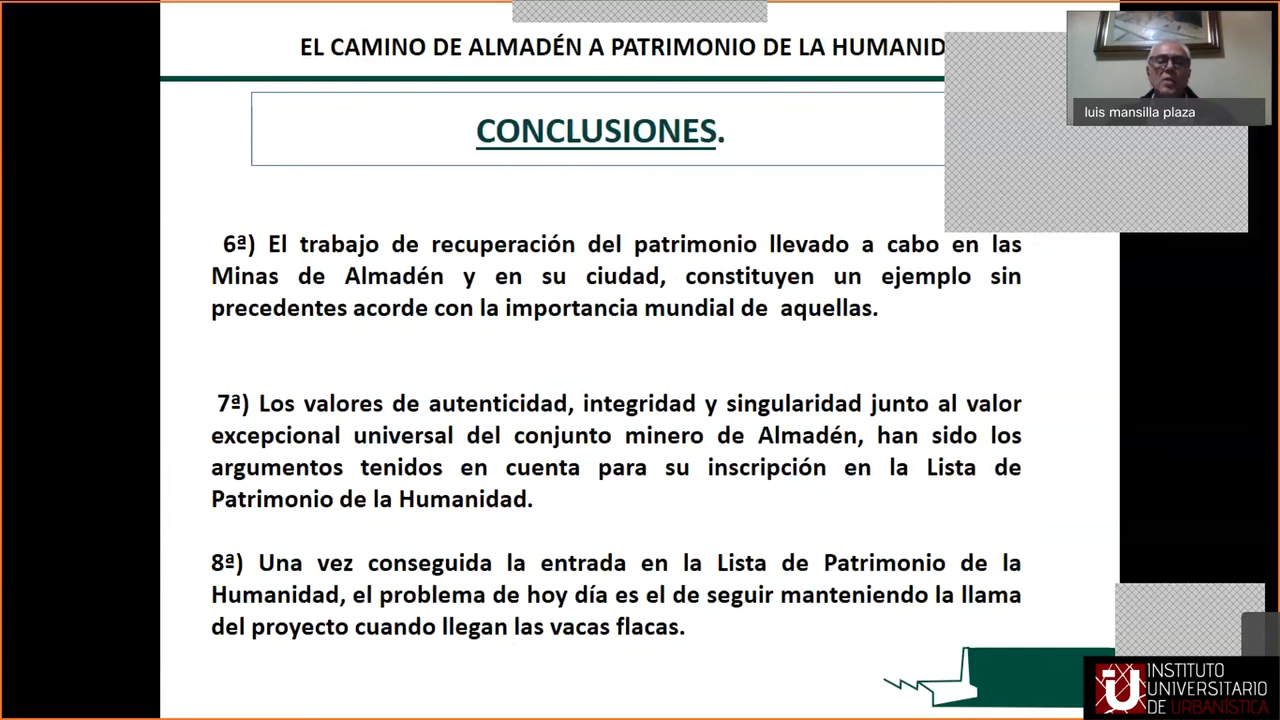 EL CAMINO DE ALMADÉN A PATRIMONIO DE LA HUMANID
luis mansilla plaza
CONCLUSIONES.
6ª) El trabajo de recuperación del patrimonio llevado a cabo en las
Minas de Almadén y en su ciudad, constituyen un ejemplo sin
precedentes acorde con la importancia mundial de aquellas.
7ª) Los valores de autenticidad, integridad y singularidad junto al valor
excepcional universal del conjunto minero de Almadén, han sido los
argumentos tenidos en cuenta para su inscripción en la Lista de
Patrimonio de la Humanidad.
8ª) Una vez conseguida la entrada en la Lista de Patrimonio de la
Humanidad, el problema de hoy día es el de seguir manteniendo la llama
del proyecto cuando llegan las vacas flacas.
INSTITUTO
UNIVERSITARIO
DE URBANÍSTICA